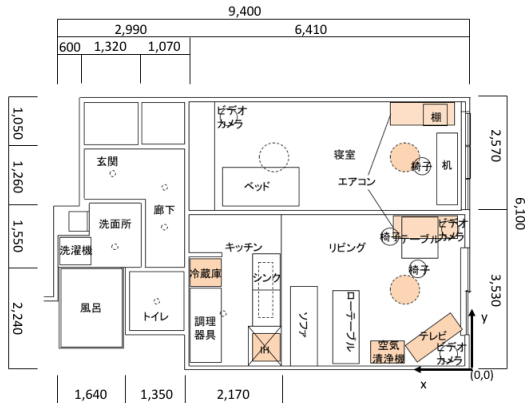 9,400
2,990
6,410
600
1,320
1,070
1,050
1,260
1,550
2,240
2,570
3,530
6,100
ビデオ
カメラ
棚
玄関
寝室
椅子
机
エアコン
ベッド
洗面所
廊下
ビデオ
カメラ
椅子
テーブル
洗濯機
キッチン
リビング
冷蔵庫
シンク
椅子
風呂
トイレ
調理
器具
ソファ
ローテーブル
IH
空気
清浄機
テレビ
ビデオ
カメラ
y
x
(0,0)
1,640
1,350
2,170